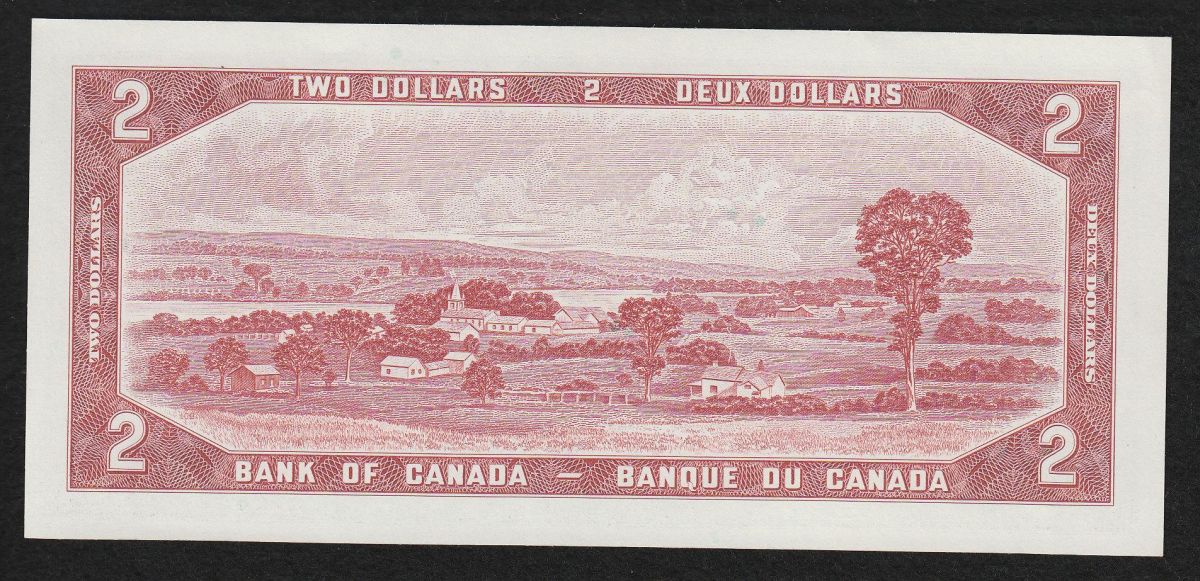 TWO DOLLARS 2 DEUX DOLLARS
2
2
TWO DOLLARS
DEUX DOLLARS
2
2
BANK OF CANADA — BANQUE DU CANADA